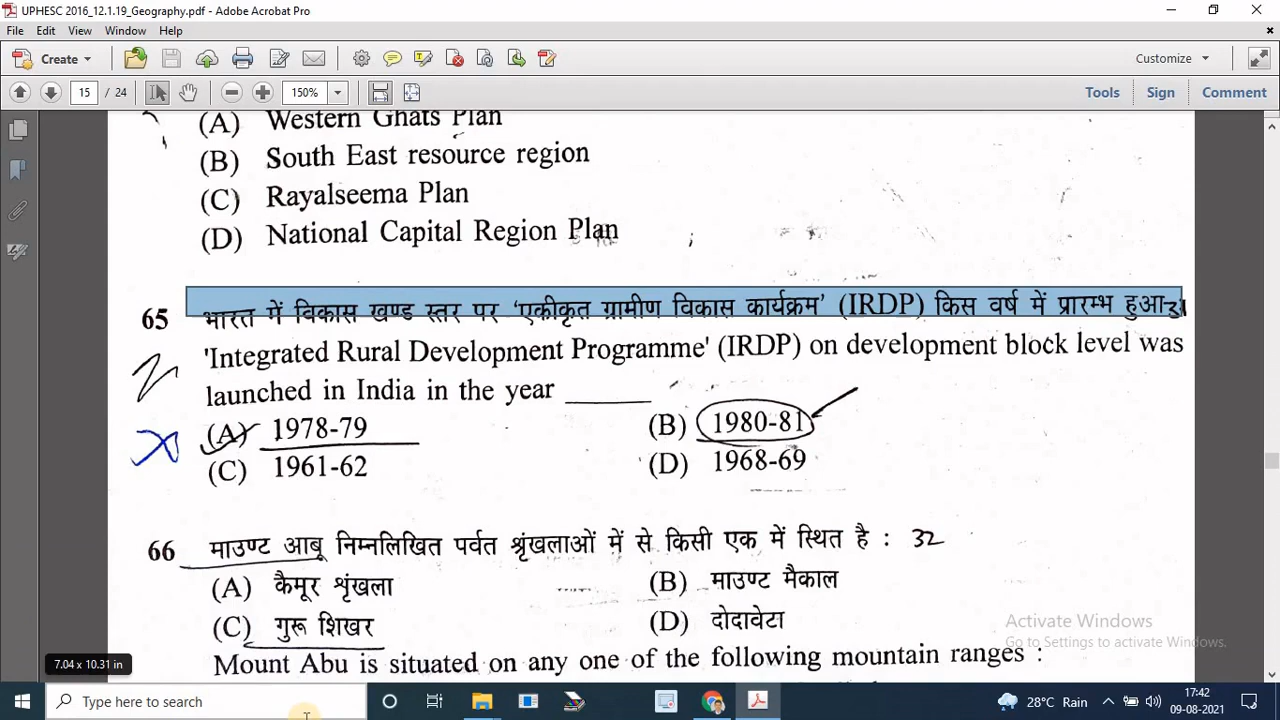 UPHESC 2016_12.1.19_Geography.pdf - Adobe Acrobat Pro
File Edit View Window Help
Create Customize
15 / 24 150% Tools Sign Comment
(A) Western Ghats Plan
(B) South East resource region
(C) Rayalseema Plan
(D) National Capital Region Plan
65 भारत में विकास खण्ड स्तर पर 'एकीकृत ग्रामीण विकास कार्यक्रम' (IRDP) किस वर्ष में प्रारम्भ हुआ 31
'Integrated Rural Development Programme' (IRDP) on development block level was
launched in India in the year ______
(A) 1978-79 (B) 1980-81
(C) 1961-62 (D) 1968-69
66 माउण्ट आबू निम्नलिखित पर्वत श्रृंखलाओं में से किसी एक में स्थित है : 32
(A) कैमूर श्रृंखला (B) माउण्ट मैकाल
(C) गुरू शिखर (D) दोदावेटा
Mount Abu is situated on any one of the following mountain ranges :
Activate Windows
Go to Settings to activate Windows.
7.04 x 10.31 in
Type here to search 28°C Rain 17:42
09-08-2021